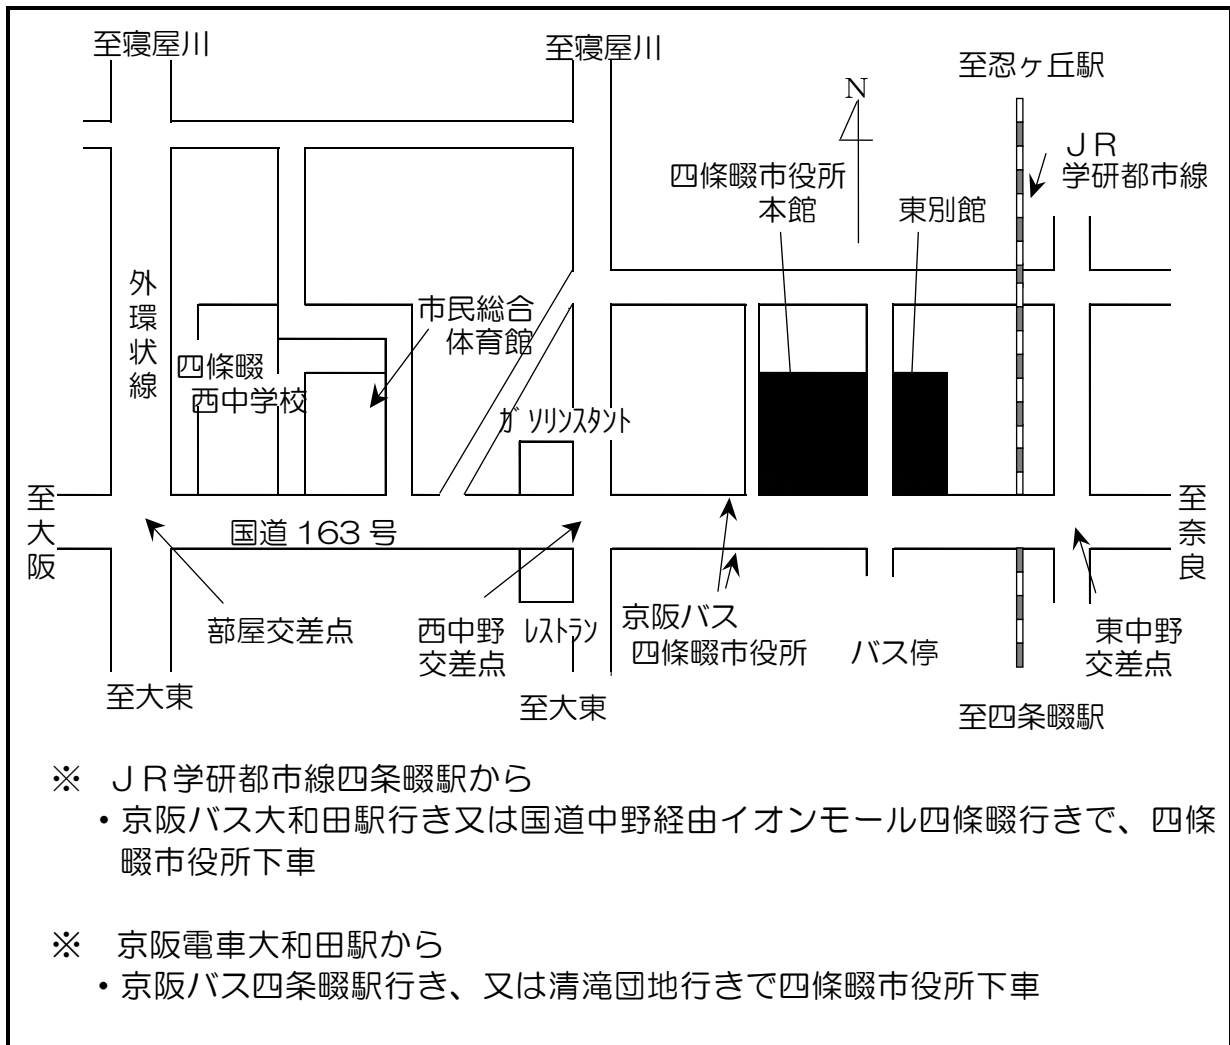 至寝屋川
至寝屋川
至忍ヶ丘駅
N
ＪＲ
学研都市線
四條畷市役所
本館
東別館
外環状線
市民総合
体育館
四條畷
西中学校
ｶﾞｿﾘﾝｽﾀﾝﾄ
至大阪
国道 163 号
至奈良
部屋交差点
西中野
交差点
ﾚｽﾄﾗﾝ
京阪バス
四條畷市役所　バス停
東中野
交差点
至大東
至大東
至四条畷駅
※　ＪＲ学研都市線四条畷駅から
・京阪バス大和田駅行き又は国道中野経由イオンモール四條畷行きで、四條
畷市役所下車
※　京阪電車大和田駅から
・京阪バス四条畷駅行き、又は清滝団地行きで四條畷市役所下車